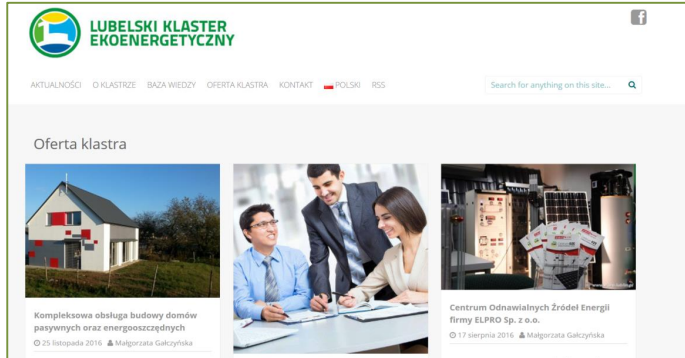 LUBELSKI KLASTER
EKOENERGETYCZNY
AKTUALNOŚCI O KLASTRZE BAZA WIEDZY OFERTA KLASTRA KONTAKT POLSKI RSS
Search for anything on this site...
Oferta klastra
Kompleksowa obsługa budowy domów
pasywnych oraz energooszczędnych
25 listopada 2016 Małgorzata Gałczyńska
Centrum Odnawialnych Źródeł Energii
firmy ELPRO Sp. z o.o.
17 sierpnia 2016 Małgorzata Gałczyńska